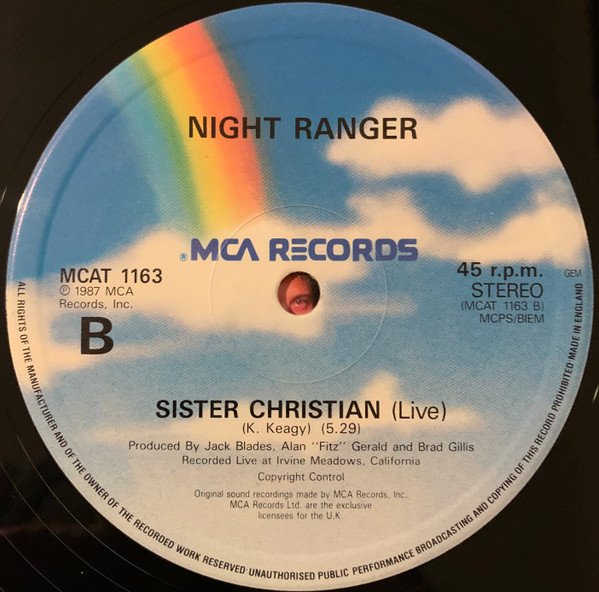 NIGHT RANGER
® MCA RECORDS
MCAT 1163
℗ 1987 MCA
Records, Inc.
B
45 r.p.m.
GEM
STEREO
(MCAT 1163 B)
MCPS/BIEM
SISTER CHRISTIAN (Live)
(K. Keagy) (5.29)
Produced By Jack Blades, Alan "Fitz" Gerald and Brad Gillis
Recorded Live at Irvine Meadows, California
Copyright Control
Original sound recordings made by MCA Records, Inc.
MCA Records Ltd. are the exclusive
licensees for the U.K.
ALL RIGHTS OF THE MANUFACTURER AND OF THE OWNER OF THE RECORDED WORK RESERVED·UNAUTHORISED PUBLIC PERFORMANCE BROADCASTING AND COPYING OF THIS RECORD PROHIBITED·MADE IN ENGLAND